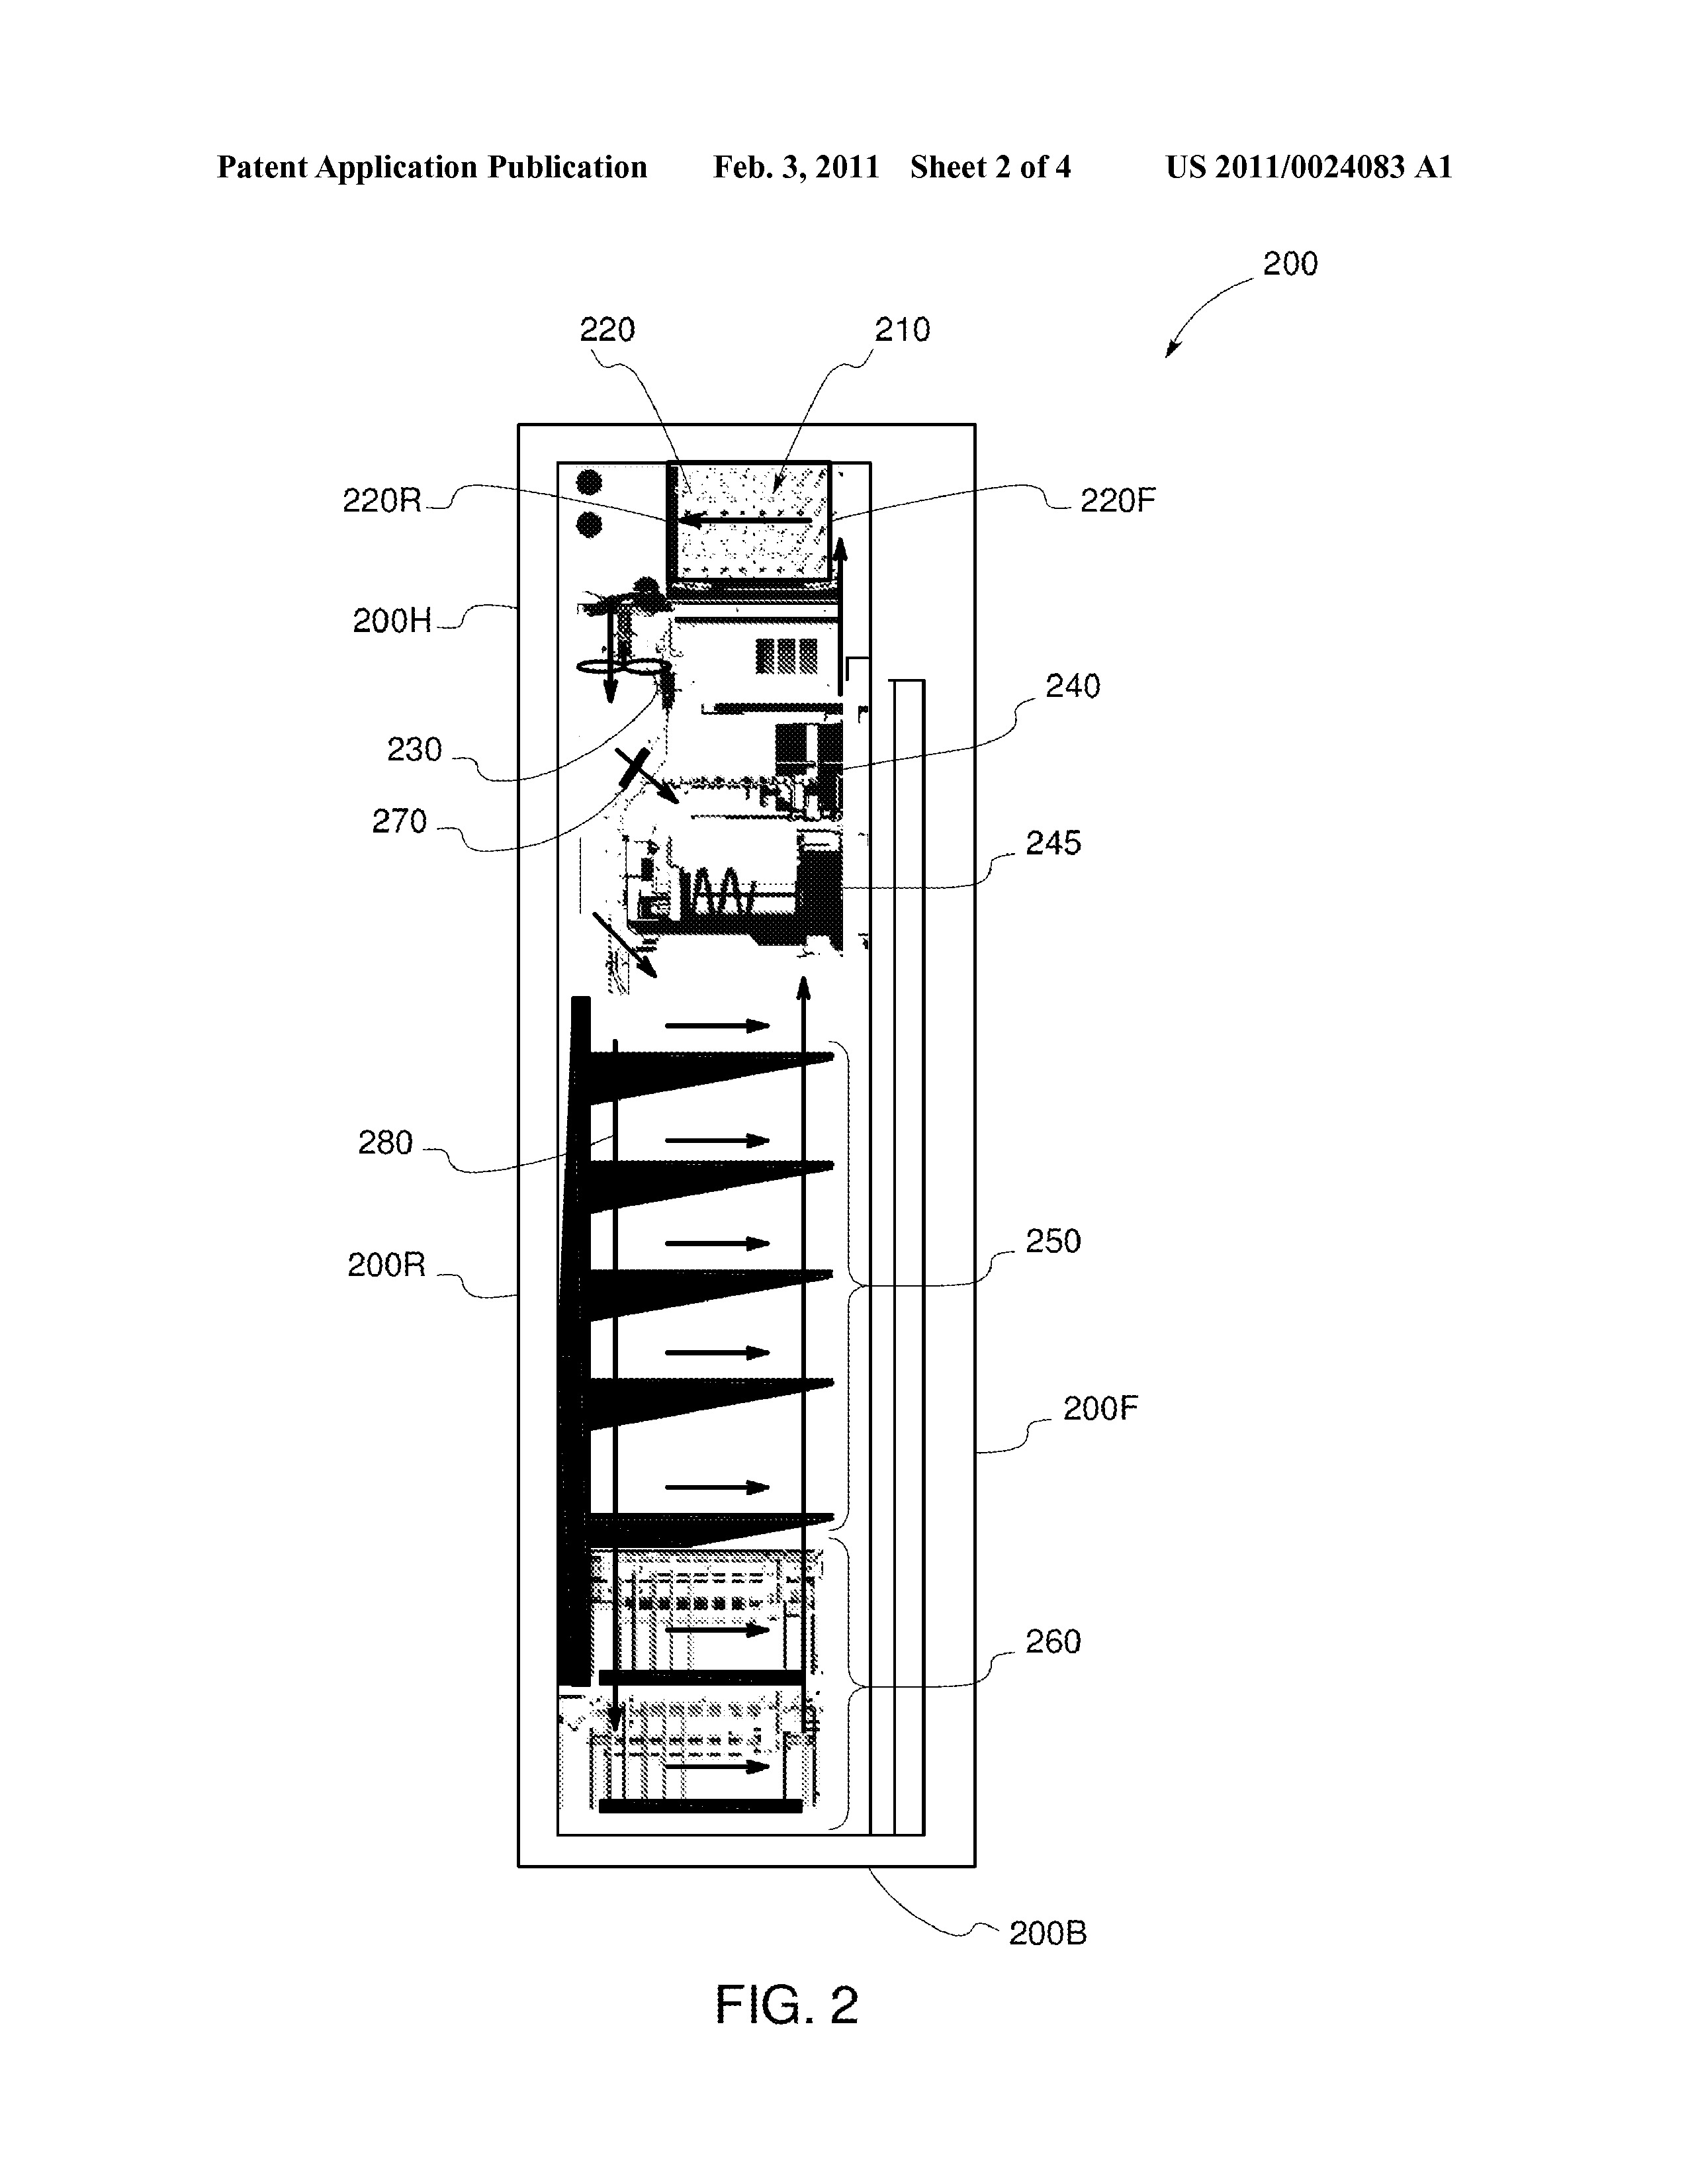 Patent Application Publication Feb. 3, 2011 Sheet 2 of 4 US 2011/0024083 A1
200
220 210
220R 220F
200H
240
230
270
245
280
250
200R
200F
260
200B
FIG. 2